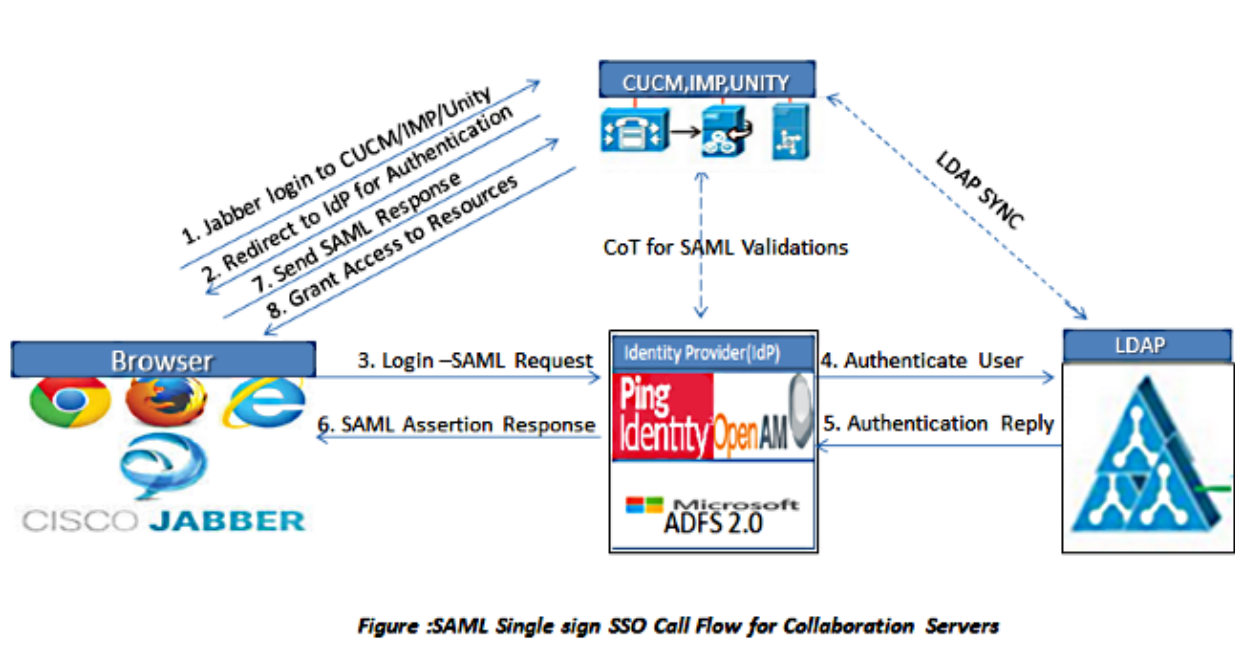 CUCM,IMP,UNITY
1. Jabber login to CUCM/IMP/Unity
2. Redirect to IdP for Authentication
7. Send SAML Response
8. Grant Access to Resources
LDAP SYNC
CoT for SAML Validations
Browser
3. Login –SAML Request
Identity Provider(IdP)
4. Authenticate User
LDAP
Ping
Identity
OpenAM
6. SAML Assertion Response
5. Authentication Reply
CISCO JABBER
Microsoft
ADFS 2.0
Figure :SAML Single sign SSO Call Flow for Collaboration Servers